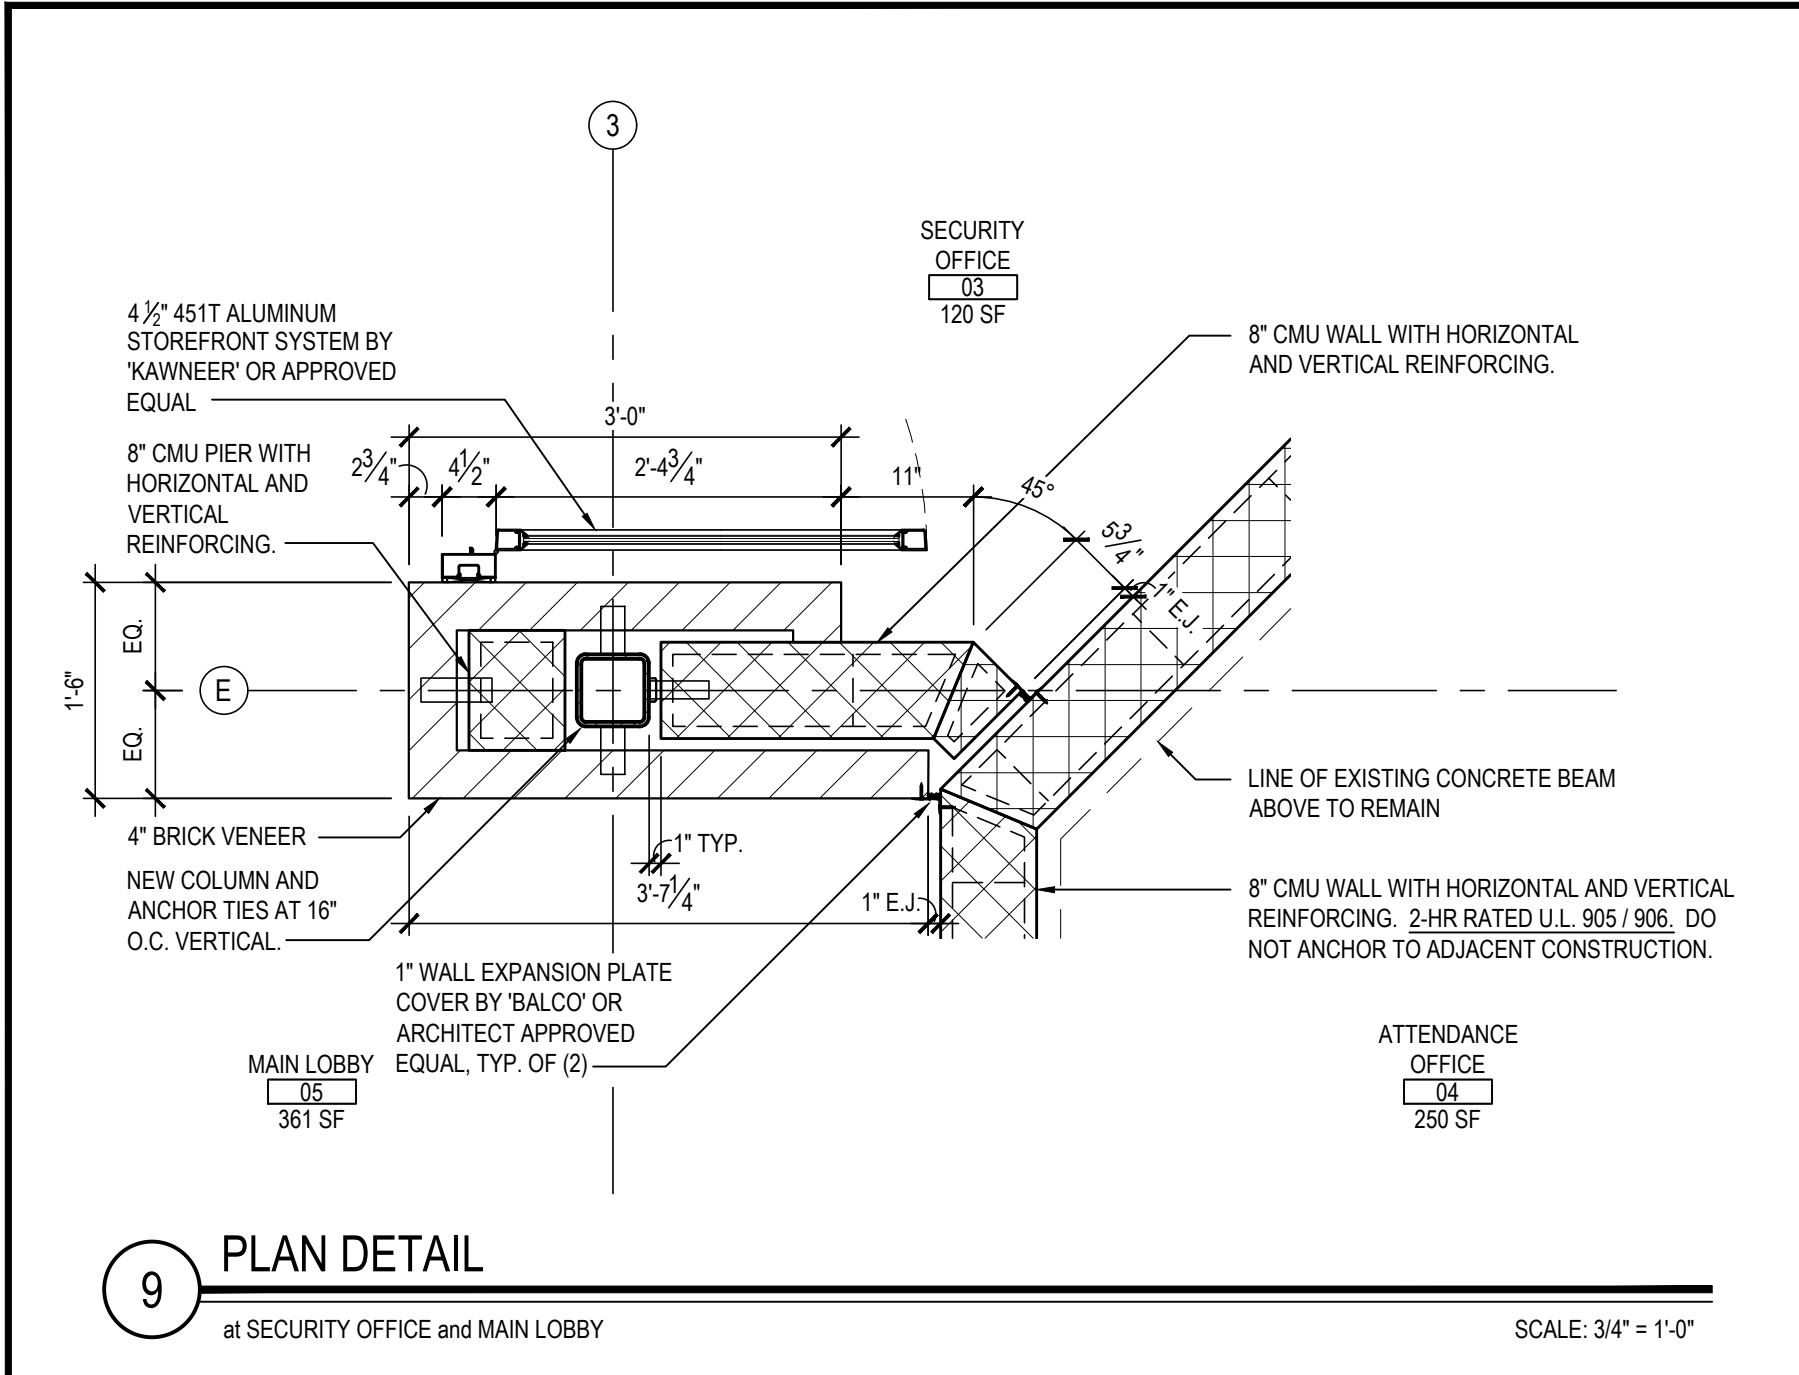 3
SECURITY
OFFICE
03
120 SF
4 1/2" 451T ALUMINUM
STOREFRONT SYSTEM BY
'KAWNEER' OR APPROVED
EQUAL
8" CMU WALL WITH HORIZONTAL
AND VERTICAL REINFORCING.
3'-0"
8" CMU PIER WITH
HORIZONTAL AND
VERTICAL
REINFORCING.
2 3/4"
4 1/2"
2'-4 3/4"
11"
45°
5 3/4"
1" E.J.
1'-6"
EQ.
EQ.
E
LINE OF EXISTING CONCRETE BEAM
ABOVE TO REMAIN
4" BRICK VENEER
1" TYP.
3'-7 1/4"
1" E.J.
NEW COLUMN AND
ANCHOR TIES AT 16"
O.C. VERTICAL.
8" CMU WALL WITH HORIZONTAL AND VERTICAL
REINFORCING. 2-HR RATED U.L. 905 / 906. DO
NOT ANCHOR TO ADJACENT CONSTRUCTION.
1" WALL EXPANSION PLATE
COVER BY 'BALCO' OR
ARCHITECT APPROVED
EQUAL, TYP. OF (2)
MAIN LOBBY
05
361 SF
ATTENDANCE
OFFICE
04
250 SF
9
PLAN DETAIL
at SECURITY OFFICE and MAIN LOBBY
SCALE: 3/4" = 1'-0"